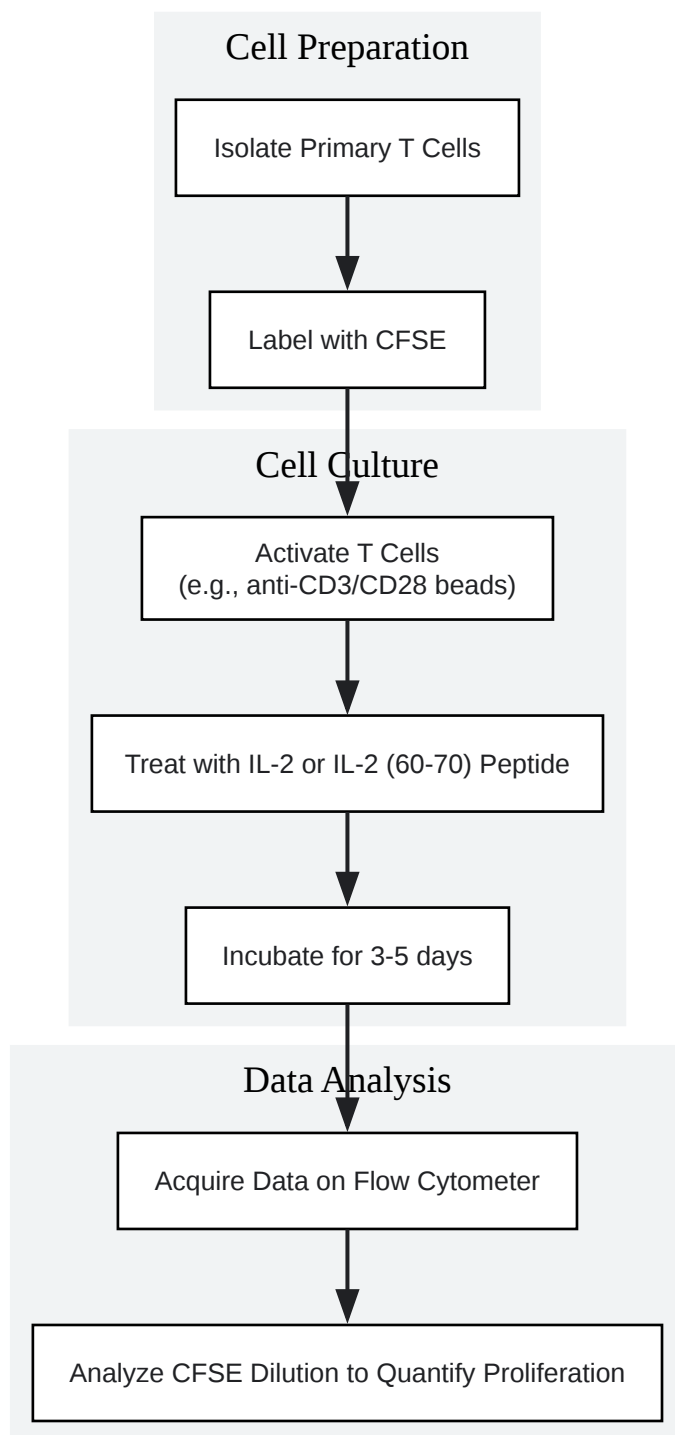 Cell Preparation
Isolate Primary T Cells
Label with CFSE
Cell Culture
Activate T Cells
(e.g., anti-CD3/CD28 beads)
Treat with IL-2 or IL-2 (60-70) Peptide
Incubate for 3-5 days
Data Analysis
Acquire Data on Flow Cytometer
Analyze CFSE Dilution to Quantify Proliferation